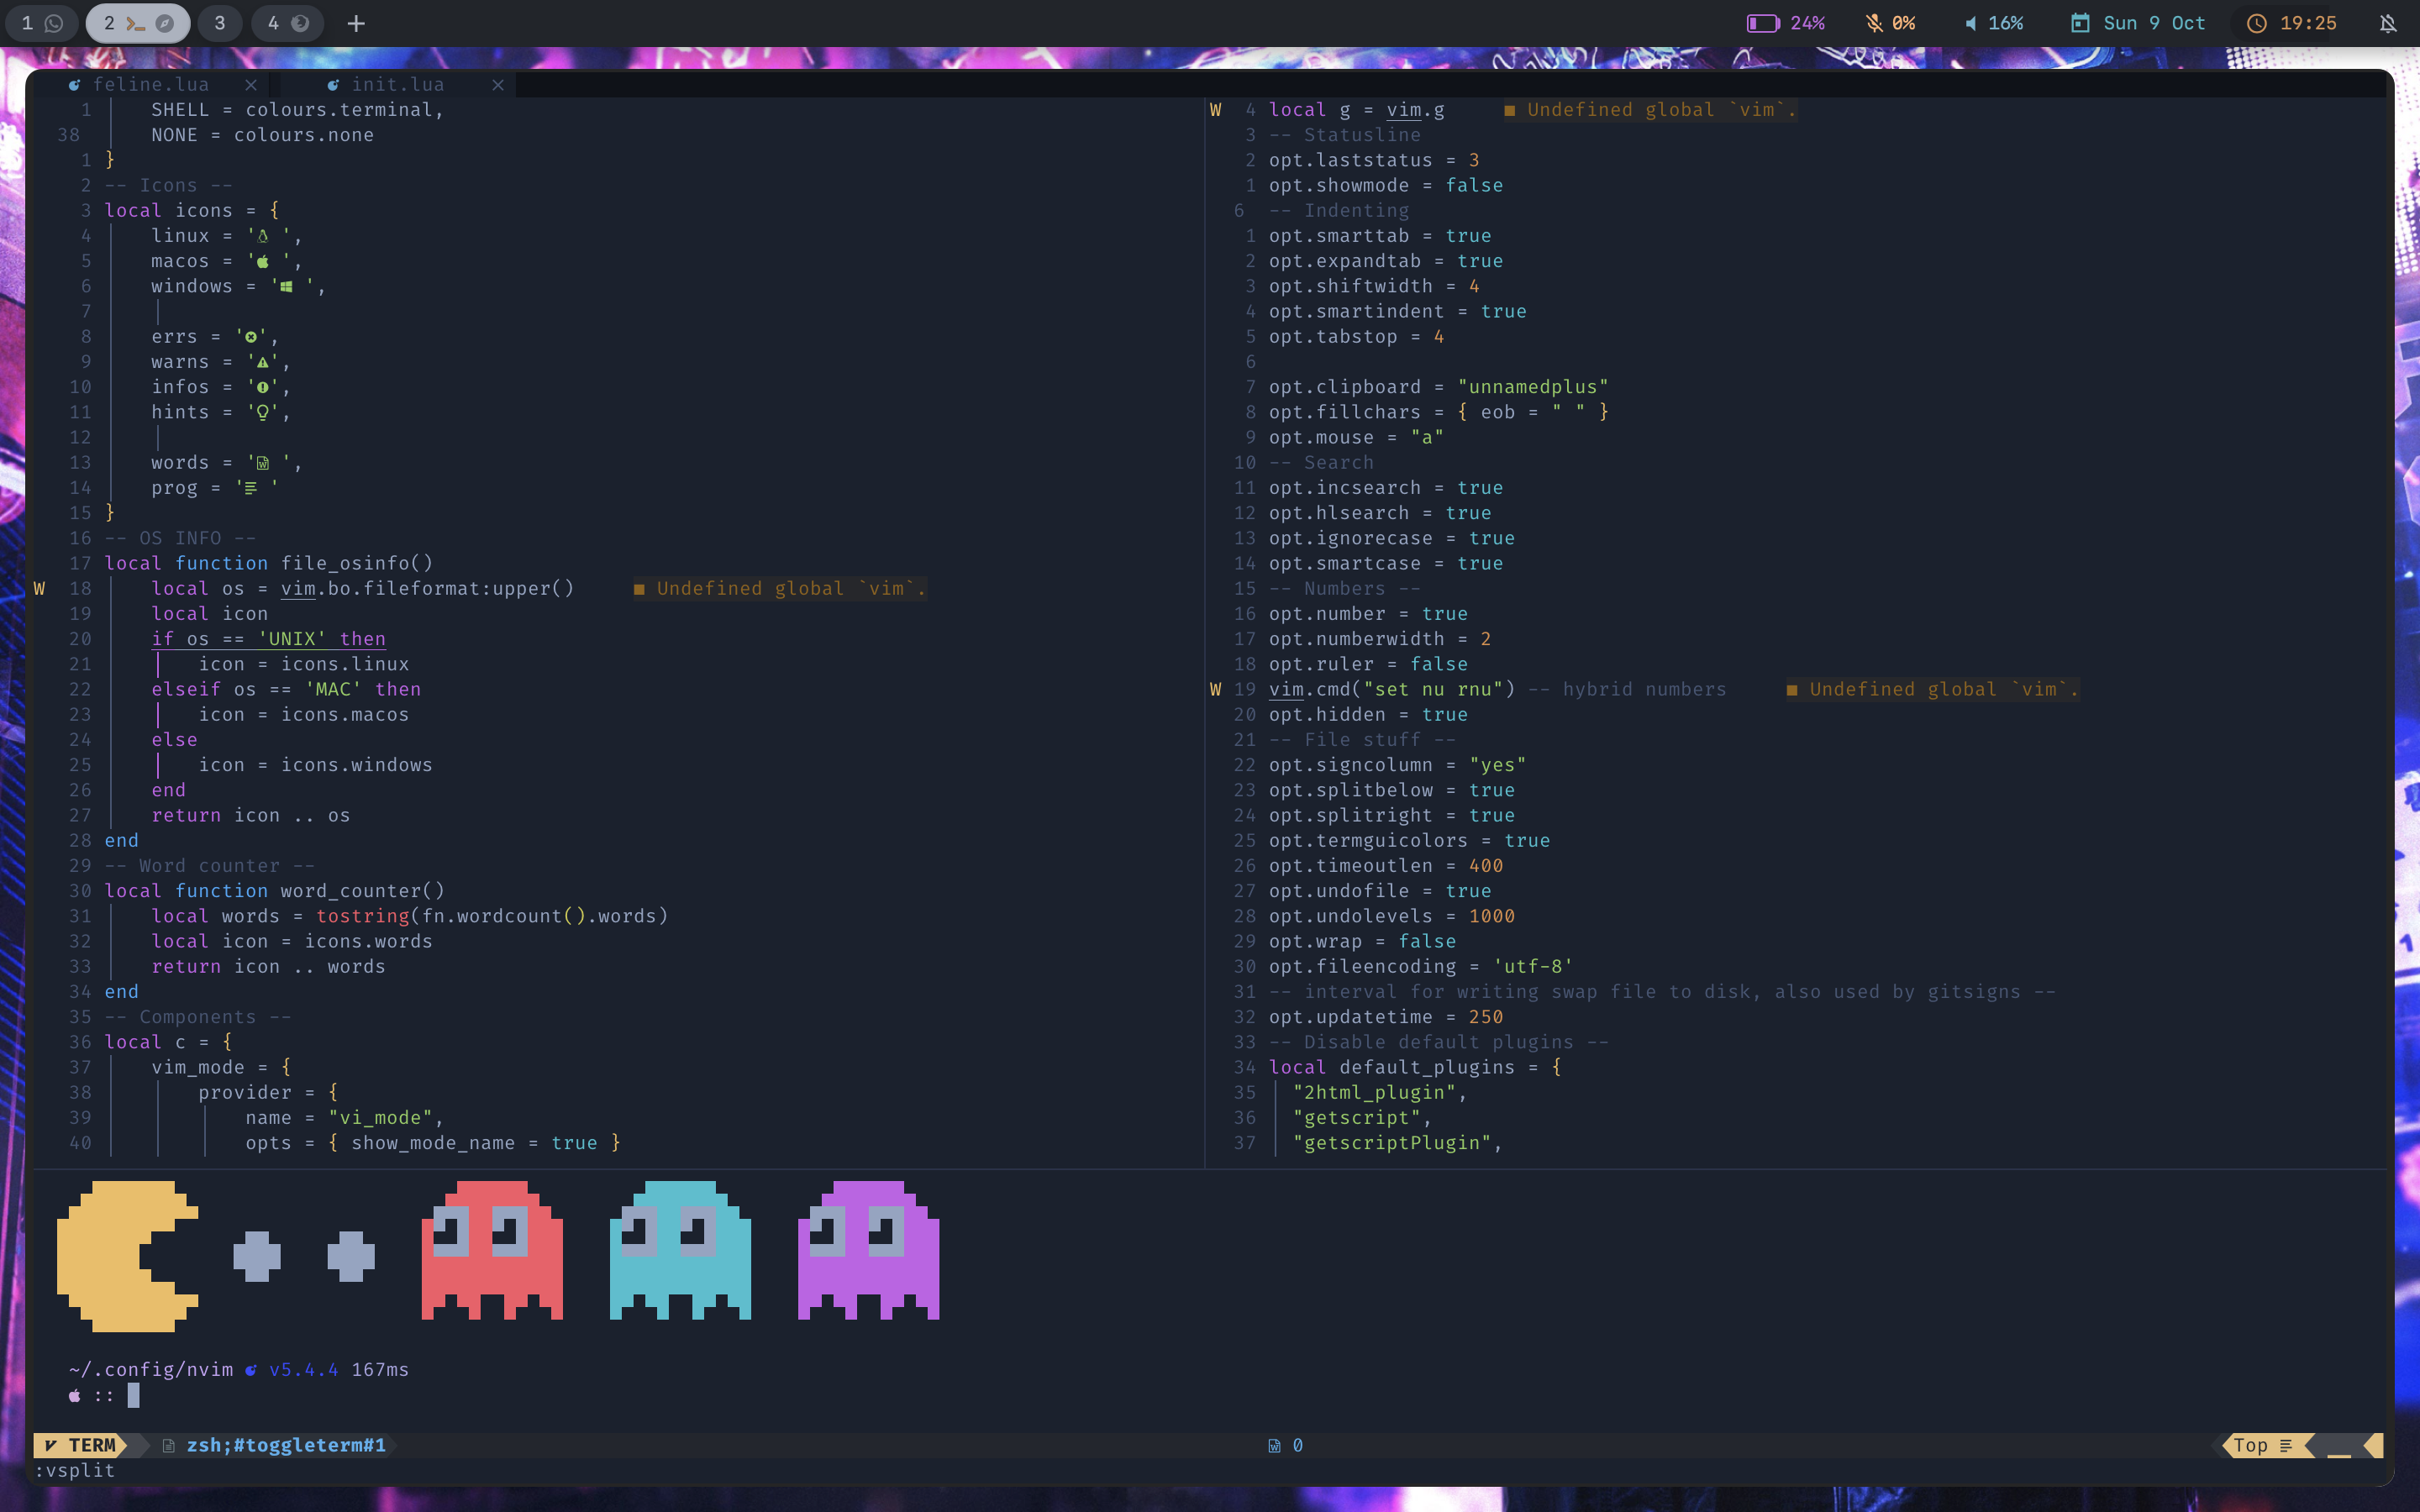 1 2 3 4 + 24% 0% 16% Sun 9 Oct 19:25
feline.lua × init.lua ×
1 SHELL = colours.terminal,
38 NONE = colours.none
1 }
2 -- Icons --
3 local icons = {
4 linux = ' ',
5 macos = ' ',
6 windows = ' ',
7
8 errs = '',
9 warns = '',
10 infos = '',
11 hints = '',
12
13 words = ' ',
14 prog = ' '
15 }
16 -- OS INFO --
17 local function file_osinfo()
W 18 local os = vim.bo.fileformat:upper() ■ Undefined global `vim`.
19 local icon
20 if os == 'UNIX' then
21 icon = icons.linux
22 elseif os == 'MAC' then
23 icon = icons.macos
24 else
25 icon = icons.windows
26 end
27 return icon .. os
28 end
29 -- Word counter --
30 local function word_counter()
31 local words = tostring(fn.wordcount().words)
32 local icon = icons.words
33 return icon .. words
34 end
35 -- Components --
36 local c = {
37 vim_mode = {
38 provider = {
39 name = "vi_mode",
40 opts = { show_mode_name = true }
W 4 local g = vim.g ■ Undefined global `vim`.
3 -- Statusline
2 opt.laststatus = 3
1 opt.showmode = false
6 -- Indenting
1 opt.smarttab = true
2 opt.expandtab = true
3 opt.shiftwidth = 4
4 opt.smartindent = true
5 opt.tabstop = 4
6
7 opt.clipboard = "unnamedplus"
8 opt.fillchars = { eob = " " }
9 opt.mouse = "a"
10 -- Search
11 opt.incsearch = true
12 opt.hlsearch = true
13 opt.ignorecase = true
14 opt.smartcase = true
15 -- Numbers --
16 opt.number = true
17 opt.numberwidth = 2
18 opt.ruler = false
W 19 vim.cmd("set nu rnu") -- hybrid numbers ■ Undefined global `vim`.
20 opt.hidden = true
21 -- File stuff --
22 opt.signcolumn = "yes"
23 opt.splitbelow = true
24 opt.splitright = true
25 opt.termguicolors = true
26 opt.timeoutlen = 400
27 opt.undofile = true
28 opt.undolevels = 1000
29 opt.wrap = false
30 opt.fileencoding = 'utf-8'
31 -- interval for writing swap file to disk, also used by gitsigns --
32 opt.updatetime = 250
33 -- Disable default plugins --
34 local default_plugins = {
35 "2html_plugin",
36 "getscript",
37 "getscriptPlugin",
~/.config/nvim v5.4.4 167ms
::
TERM zsh;#toggleterm#1 0 Top
:vsplit